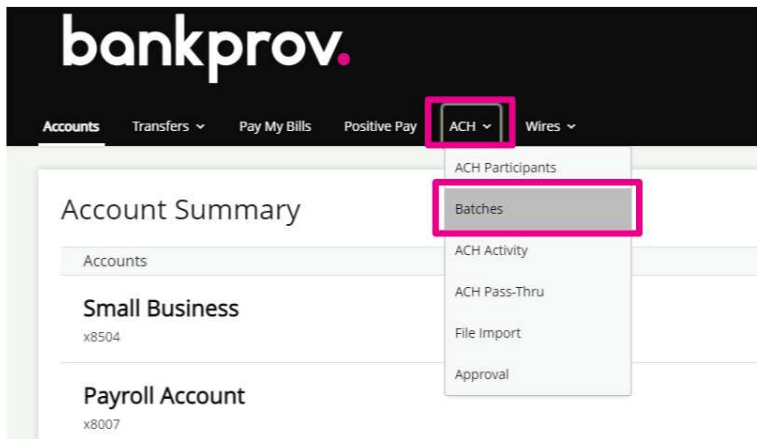 bankprov.
Accounts Transfers Pay My Bills Positive Pay ACH Wires
ACH Participants
Batches
ACH Activity
ACH Pass-Thru
File Import
Approval
Account Summary
Accounts
Small Business
x8504
Payroll Account
x8007